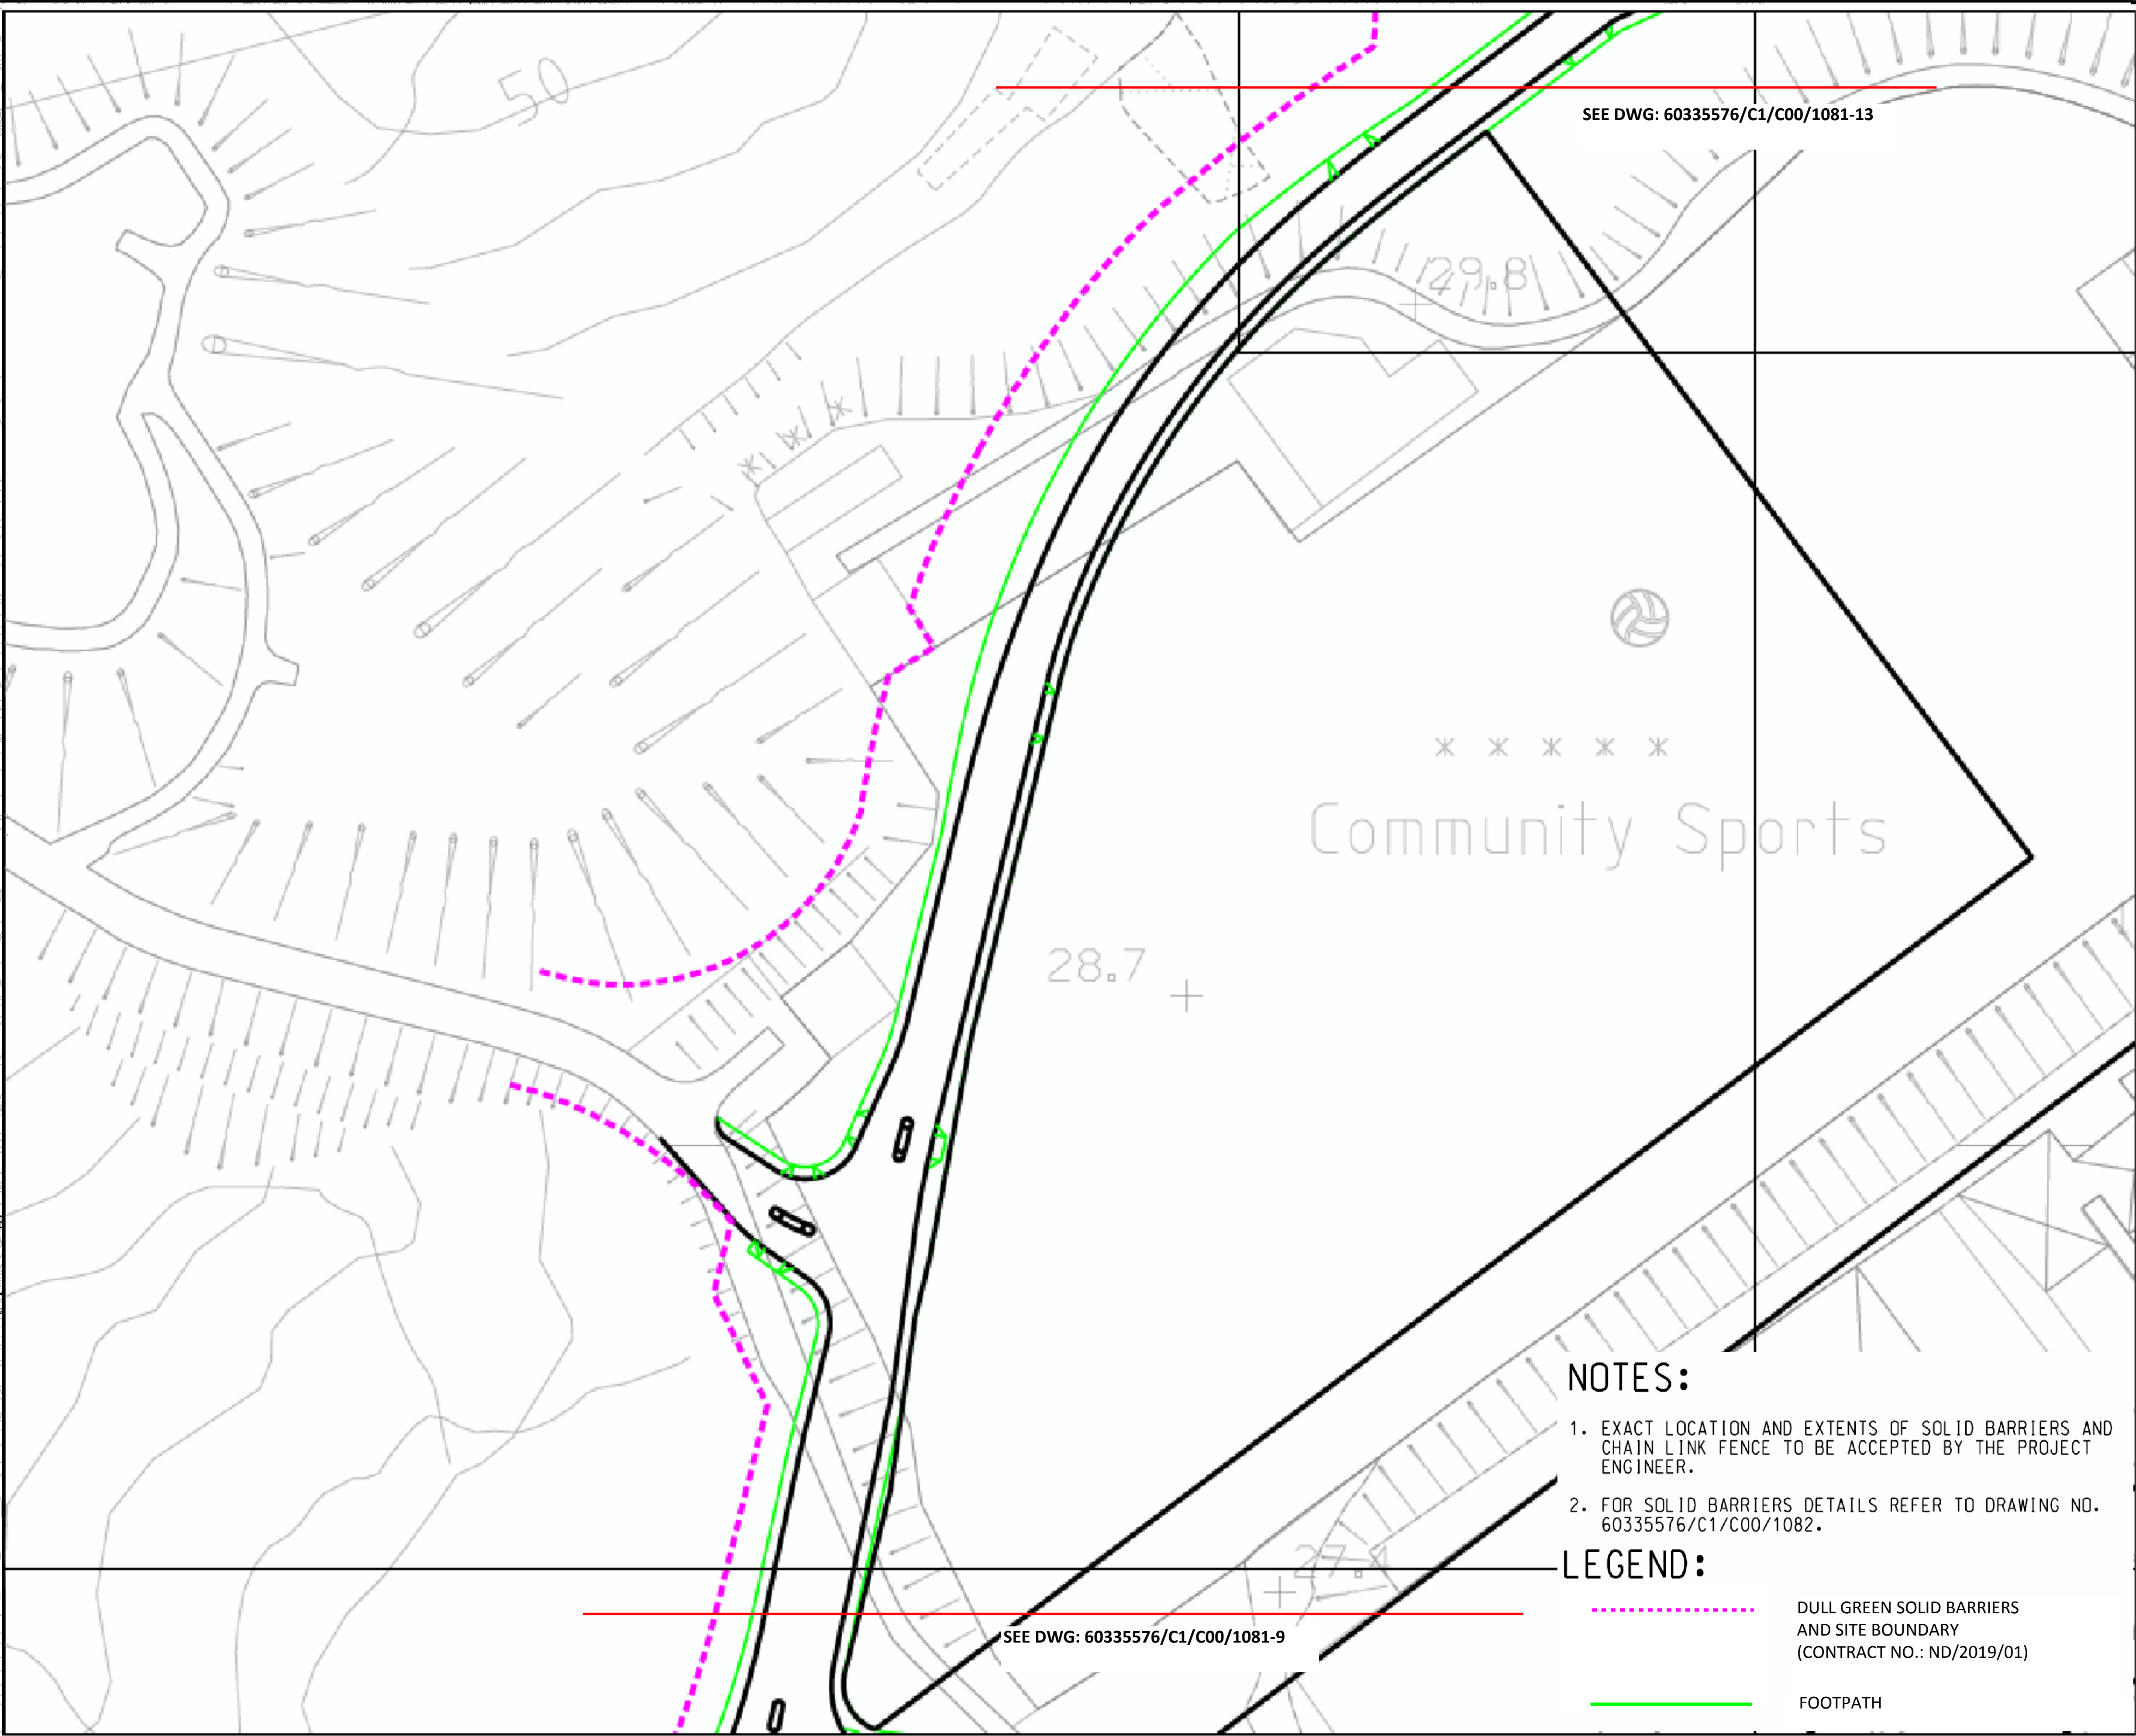 50
SEE DWG: 60335576/C1/C00/1081-13
29.8
* * * * *
Community Sports
28.7
NOTES:
1. EXACT LOCATION AND EXTENTS OF SOLID BARRIERS AND
CHAIN LINK FENCE TO BE ACCEPTED BY THE PROJECT
ENGINEER.
2. FOR SOLID BARRIERS DETAILS REFER TO DRAWING NO.
60335576/C1/C00/1082.
27.4
LEGEND:
SEE DWG: 60335576/C1/C00/1081-9
DULL GREEN SOLID BARRIERS
AND SITE BOUNDARY
(CONTRACT NO.: ND/2019/01)
FOOTPATH